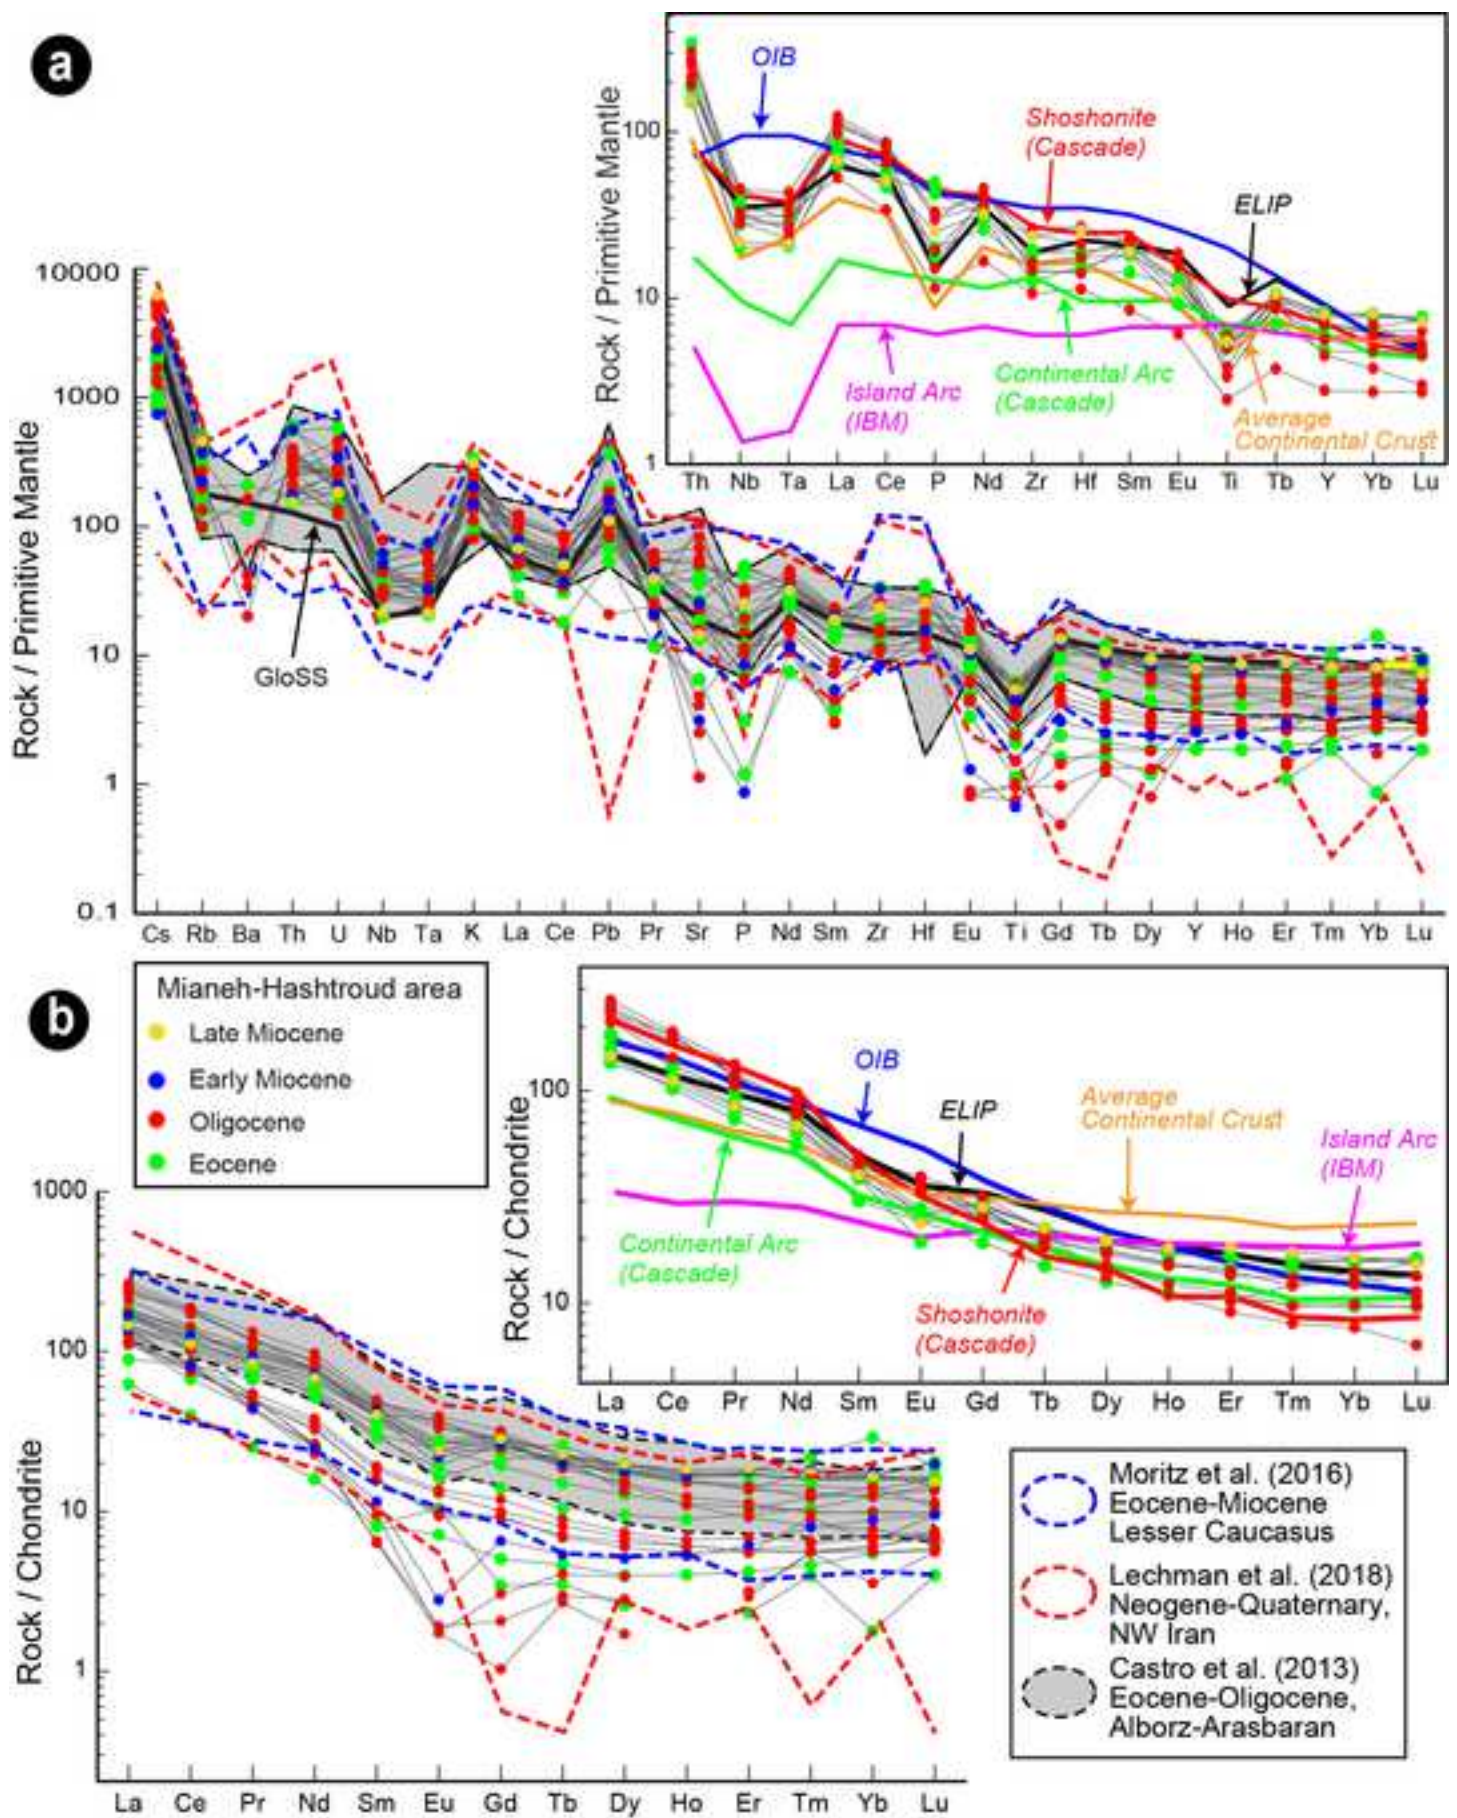 a
Rock / Primitive Mantle
10000
1000
100
10
1
0.1
GloSS
Cs Rb Ba Th U Nb Ta K La Ce Pb Pr Sr P Nd Sm Zr Hf Eu Ti Gd Tb Dy Y Ho Er Tm Yb Lu
Rock / Primitive Mantle
100
10
1
OIB
Shoshonite
(Cascade)
ELIP
Island Arc
(IBM)
Continental Arc
(Cascade)
Average
Continental Crust
Th Nb Ta La Ce P Nd Zr Hf Sm Eu Ti Tb Y Yb Lu
b
Mianeh-Hashtroud area
Late Miocene
Early Miocene
Oligocene
Eocene
Rock / Chondrite
1000
100
10
1
La Ce Pr Nd Sm Eu Gd Tb Dy Ho Er Tm Yb Lu
Rock / Chondrite
100
10
OIB
ELIP
Average
Continental Crust
Island Arc
(IBM)
Continental Arc
(Cascade)
Shoshonite
(Cascade)
La Ce Pr Nd Sm Eu Gd Tb Dy Ho Er Tm Yb Lu
Moritz et al. (2016)
Eocene-Miocene
Lesser Caucasus
Lechman et al. (2018)
Neogene-Quaternary,
NW Iran
Castro et al. (2013)
Eocene-Oligocene,
Alborz-Arasbaran